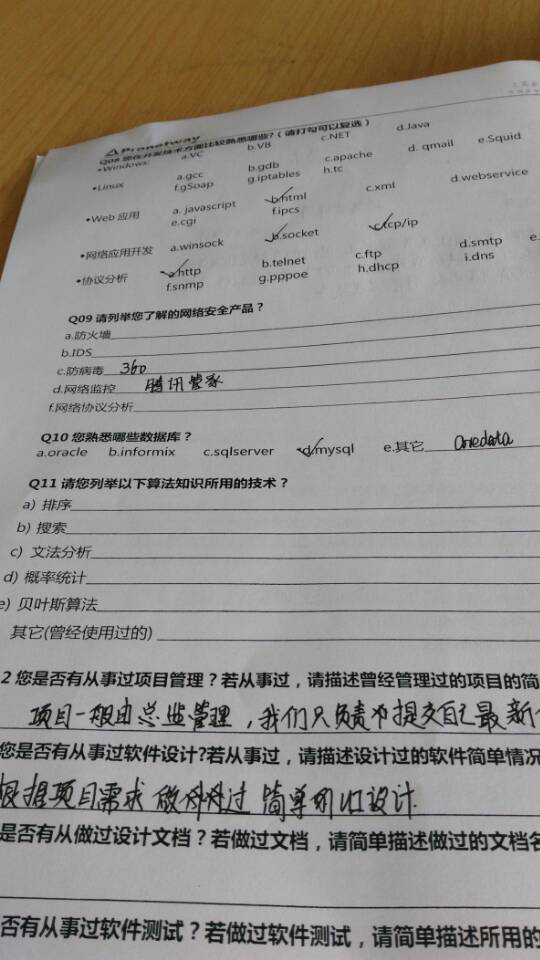 Pronetway
Q08 您在开发技术方面比较熟悉哪些?（请打勾可以复选）
•Windows: a.VC b.VB c.NET d.Java
•Linux a.gcc b.gdb c.apache d. qmail e.Squid
f.gSoap g.iptables h.tc
•Web 应用 a. javascript b.html c.xml d.webservice
e.cgi f.ipcs
•网络应用开发 a.winsock b.socket c.tcp/ip
•协议分析 a.http b.telnet c.ftp d.smtp e.
f.snmp g.pppoe h.dhcp i.dns
Q09 请列举您了解的网络安全产品？
a.防火墙
b.IDS
c.防病毒 360
d.网络监控 腾讯管家
f.网络协议分析
Q10 您熟悉哪些数据库？
a.oracle b.informix c.sqlserver d.mysql e.其它 onedata
Q11 请您列举以下算法知识所用的技术？
a) 排序
b) 搜索
c) 文法分析
d) 概率统计
e) 贝叶斯算法
其它(曾经使用过的)
2 您是否有从事过项目管理？若从事过，请描述曾经管理过的项目的简
项目一般由总监管理，我们只负责 提交自己最新
您是否有从事过软件设计?若从事过，请描述设计过的软件简单情况
根据项目需求 做 过 简单的UI设计.
是否有从做过设计文档？若做过文档，请简单描述做过的文档名
否有从事过软件测试？若做过软件测试，请简单描述所用的